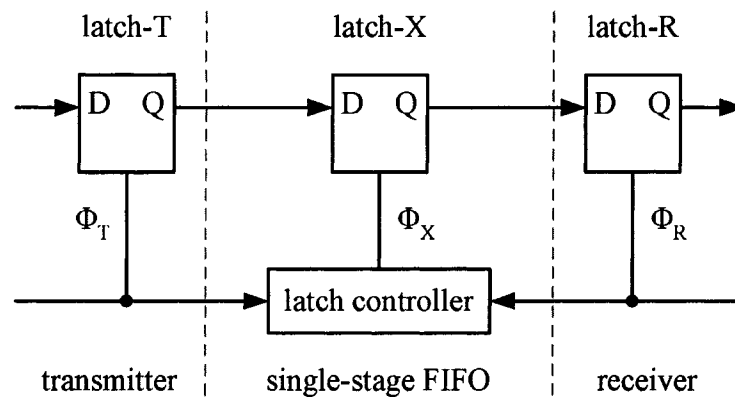 latch-T latch-X latch-R
D Q D Q D Q
Φ_T Φ_X Φ_R
latch controller
transmitter single-stage FIFO receiver